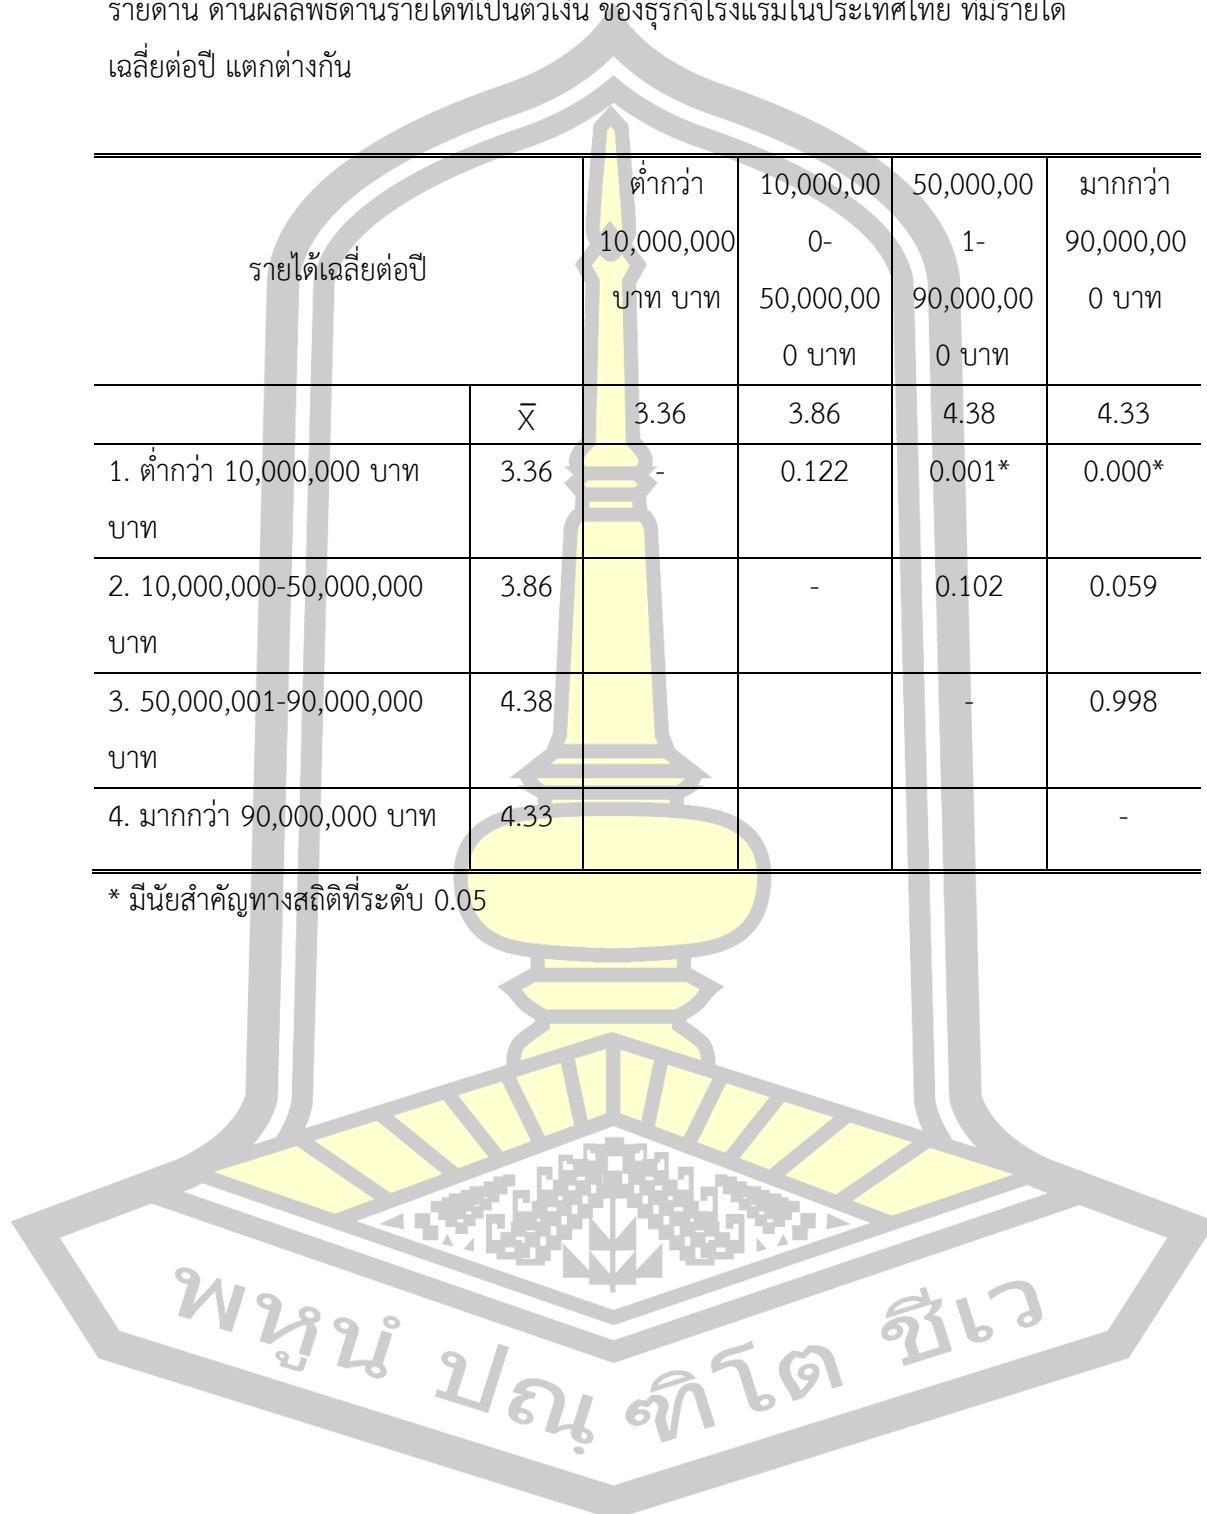 รายด้าน ด้านผลลัพธ์ด้านรายได้ที่เป็นตัวเงิน ของธุรกิจโรงแรมในประเทศไทย ที่มีรายได้
เฉลี่ยต่อปี แตกต่างกัน
รายได้เฉลี่ยต่อปี
ต่ำกว่า
10,000,000
บาท บาท
10,000,00
0-
50,000,00
0 บาท
50,000,00
1-
90,000,00
0 บาท
มากกว่า
90,000,00
0 บาท
X̄ 3.36 3.86 4.38 4.33
1. ต่ำกว่า 10,000,000 บาท 3.36 - 0.122 0.001* 0.000*
บาท
2. 10,000,000-50,000,000 3.86 - 0.102 0.059
บาท
3. 50,000,001-90,000,000 4.38 - 0.998
บาท
4. มากกว่า 90,000,000 บาท 4.33 -
* มีนัยสำคัญทางสถิติที่ระดับ 0.05
พหูนํ ปณฺฑิโต ชีเว